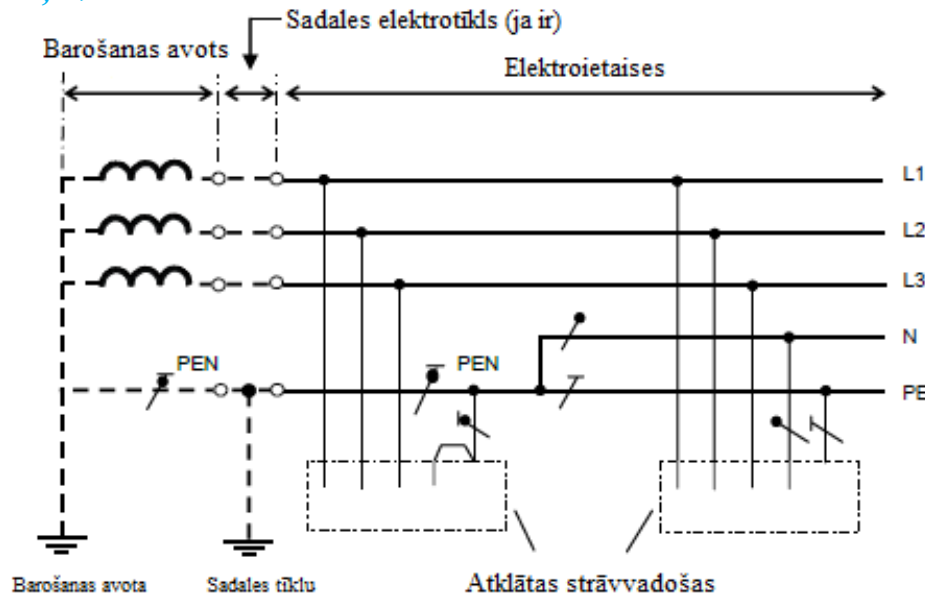 Sadales elektrotīkls (ja ir)
Barošanas avots
Elektroietaises
L1
L2
L3
N
PEN
PEN
PE
Barošanas avota
Sadales tīklu
Atklātas strāvvadošas